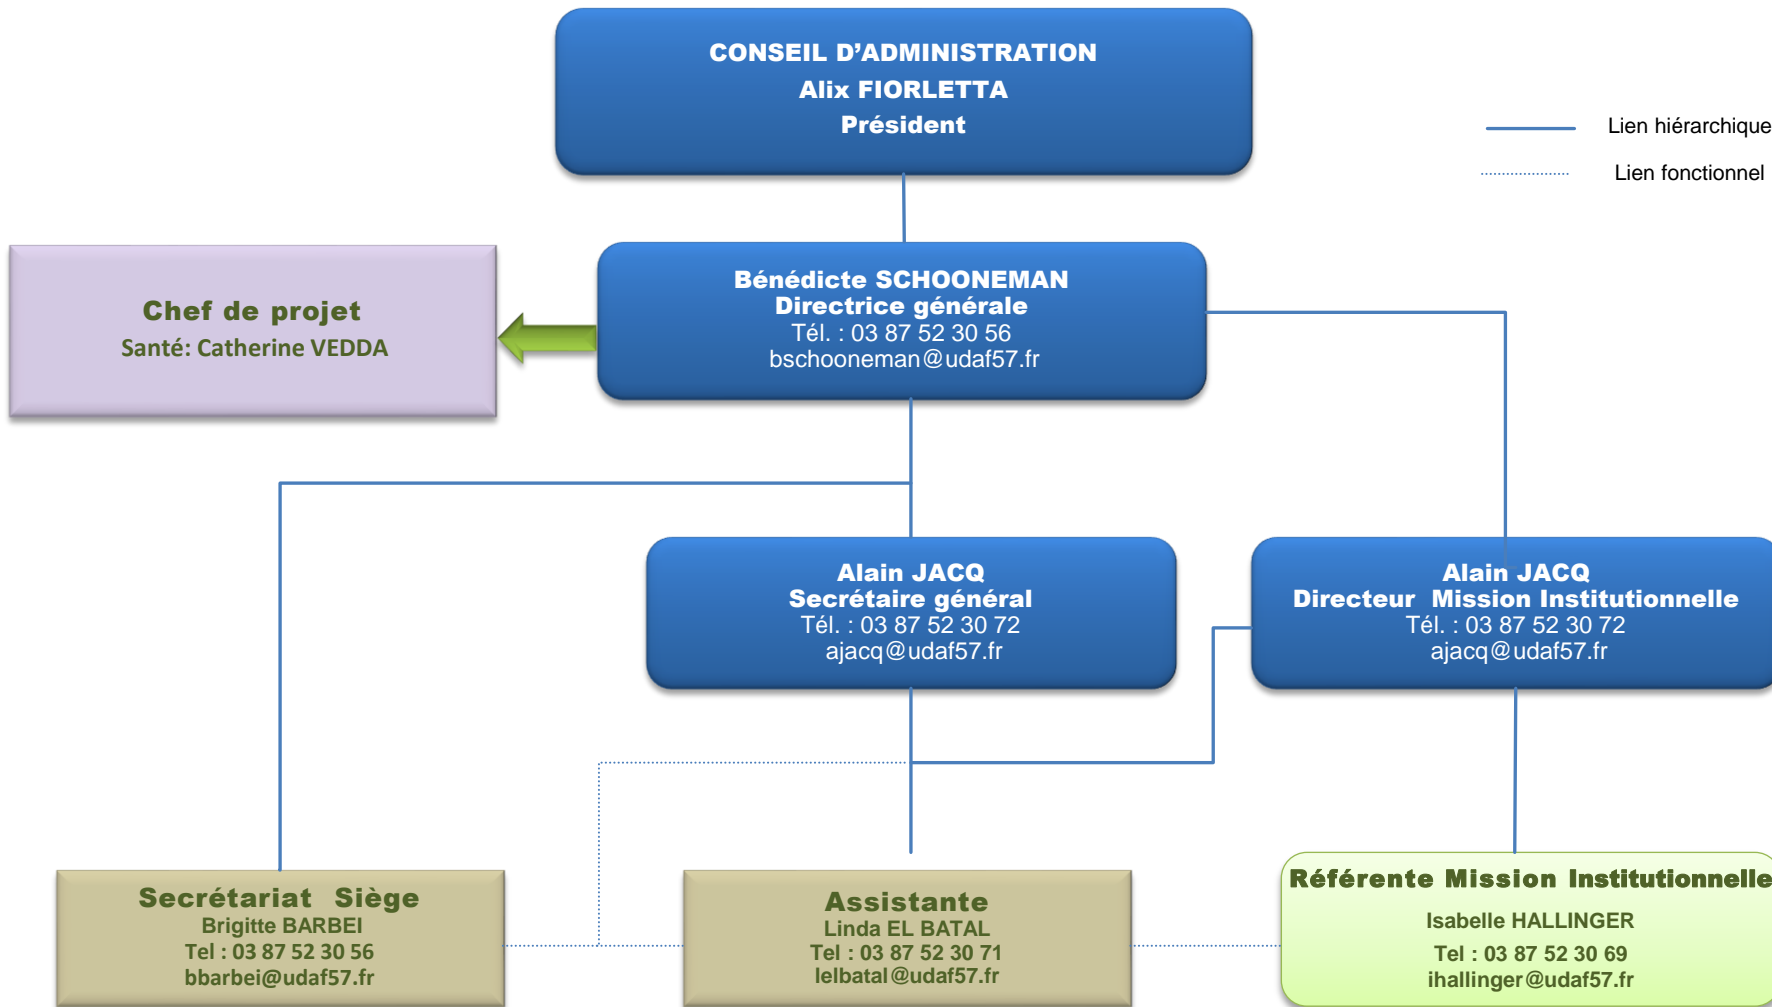 CONSEIL D’ADMINISTRATION
Alix FIORLETTA
Président
Lien hiérarchique
Lien fonctionnel
Chef de projet
Santé: Catherine VEDDA
Bénédicte SCHOONEMAN
Directrice générale
Tél. : 03 87 52 30 56
bschooneman@udaf57.fr
Alain JACQ
Secrétaire général
Tél. : 03 87 52 30 72
ajacq@udaf57.fr
Alain JACQ
Directeur Mission Institutionnelle
Tél. : 03 87 52 30 72
ajacq@udaf57.fr
Secrétariat Siège
Brigitte BARBEI
Tel : 03 87 52 30 56
bbarbei@udaf57.fr
Assistante
Linda EL BATAL
Tel : 03 87 52 30 71
lelbatal@udaf57.fr
Référente Mission Institutionnelle
Isabelle HALLINGER
Tel : 03 87 52 30 69
ihallinger@udaf57.fr